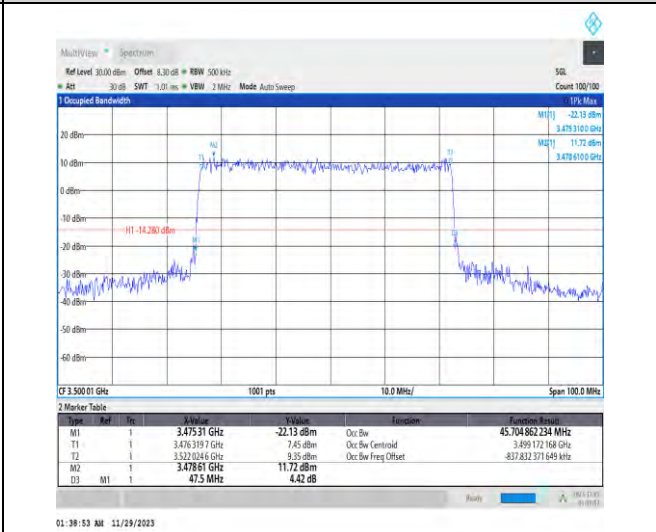 MultiView Spectrum
Ref Level 30.00 dBm Offset 8.30 dB RBW 500 kHz SGL
Att 30 dB SWT 1.01 ms VBW 2 MHz Mode Auto Sweep Count 100/100
1 Occupied Bandwidth 1Pk Max
M1[1] -22.13 dBm
3.475 310 0 GHz
M2[1] 11.72 dBm
3.478 610 0 GHz
20 dBm
M2
T1
T2
10 dBm
0 dBm
-10 dBm
H1 -14.280 dBm
M1
D3
-20 dBm
-30 dBm
-40 dBm
-50 dBm
-60 dBm
CF 3.500 01 GHz 1001 pts 10.0 MHz/ Span 100.0 MHz
2 Marker Table
Type Ref Trc X-Value Y-Value Function Function Result
M1 1 3.47531 GHz -22.13 dBm Occ Bw 45.704 862 234 MHz
T1 1 3.476 319 7 GHz 7.45 dBm Occ Bw Centroid 3.499 172 168 GHz
T2 1 3.522 024 6 GHz 9.35 dBm Occ Bw Freq Offset -837.832 371 649 kHz
M2 1 3.478 61 GHz 11.72 dBm
D3 M1 1 47.5 MHz 4.42 dB
Ready
01:38:53 AM 11/29/2023